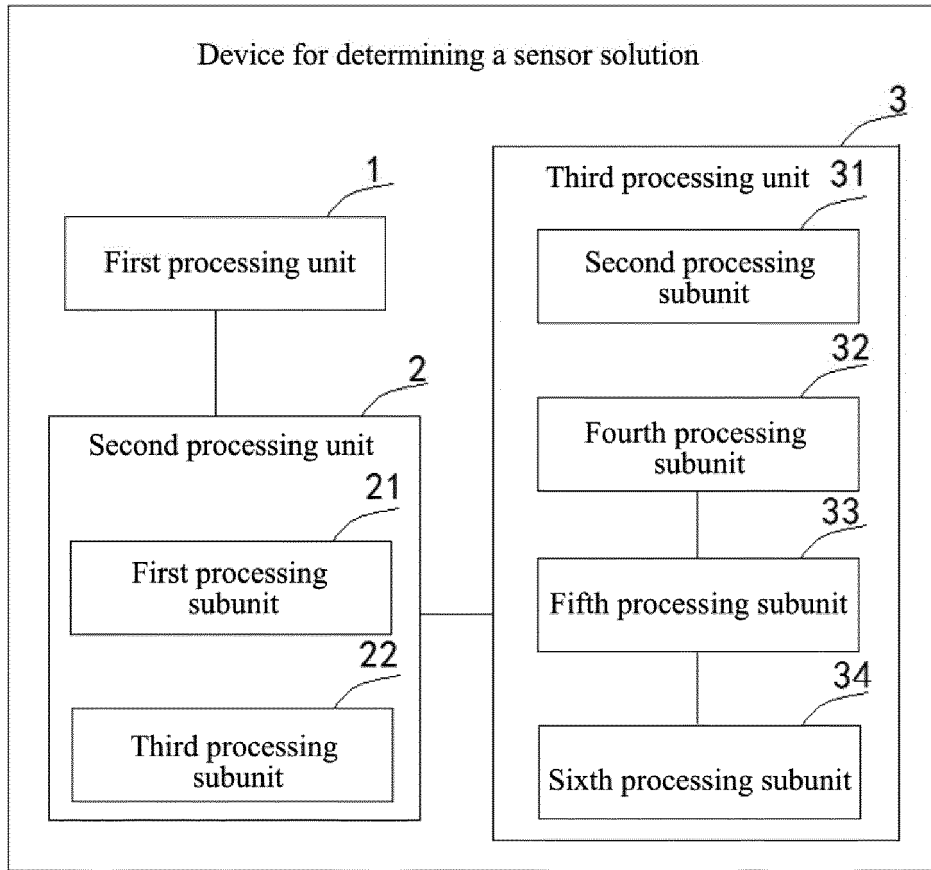 Device for determining a sensor solution
1
First processing unit
2
Second processing unit
21
First processing
subunit
22
Third processing
subunit
3
Third processing unit
31
Second processing
subunit
32
Fourth processing
subunit
33
Fifth processing subunit
34
Sixth processing subunit